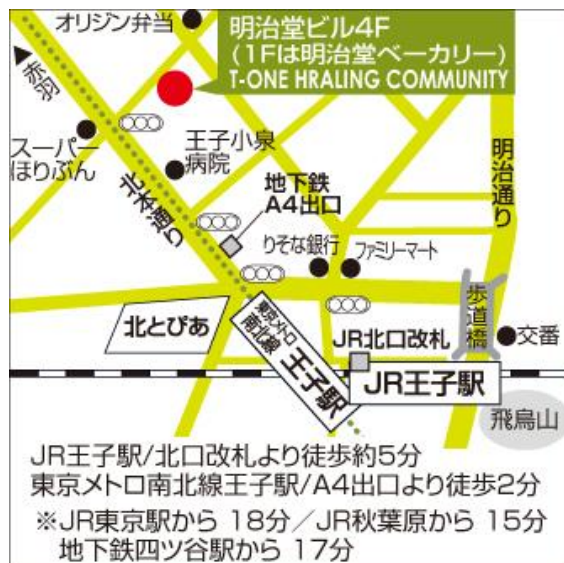 オリジン弁当
明治堂ビル4F
(1Fは明治堂ベーカリー)
T-ONE HRALING COMMUNITY
▲赤羽
スーパー
ほりぶん
王子小泉
病院
北本通り
地下鉄
A4出口
明治通り
りそな銀行
ファミリーマート
北とぴあ
東京メトロ
南北線
王子駅
JR北口改札
歩道橋
交番
JR王子駅
飛鳥山
JR王子駅/北口改札より徒歩約5分
東京メトロ南北線王子駅/A4出口より徒歩2分
※JR東京駅から 18分/JR秋葉原から 15分
地下鉄四ツ谷駅から 17分